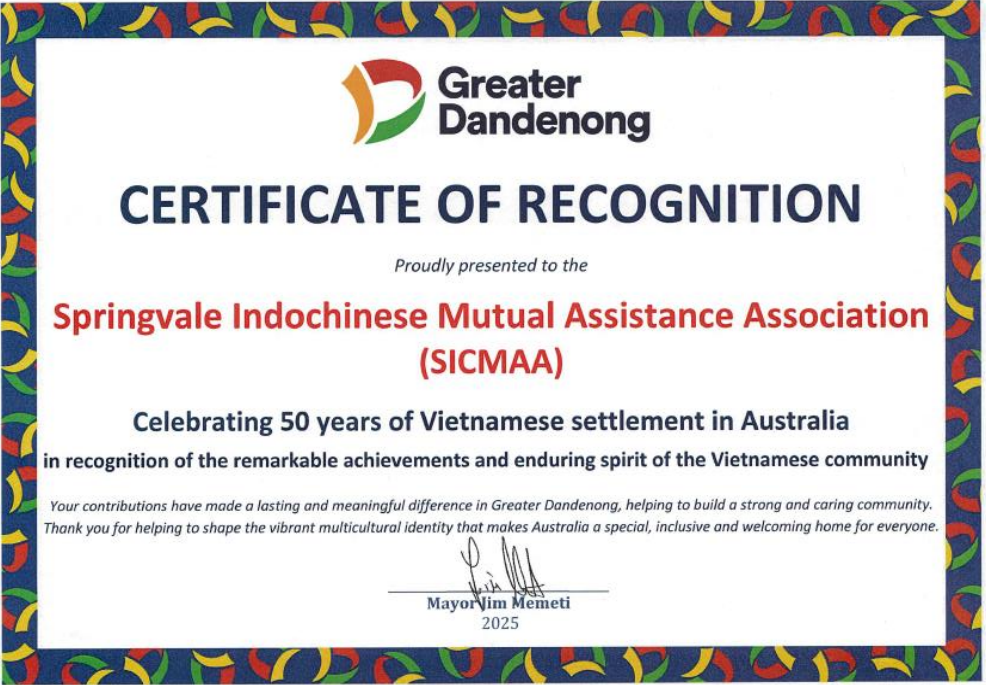 Greater
Dandenong
CERTIFICATE OF RECOGNITION
Proudly presented to the
Springvale Indochinese Mutual Assistance Association
(SICMAA)
Celebrating 50 years of Vietnamese settlement in Australia
in recognition of the remarkable achievements and enduring spirit of the Vietnamese community
Your contributions have made a lasting and meaningful difference in Greater Dandenong, helping to build a strong and caring community.
Thank you for helping to shape the vibrant multicultural identity that makes Australia a special, inclusive and welcoming home for everyone.
Mayor Jim Memeti
2025